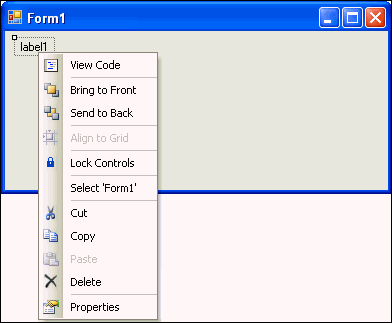 Form1
label1
View Code
Bring to Front
Send to Back
Align to Grid
Lock Controls
Select 'Form1'
Cut
Copy
Paste
Delete
Properties